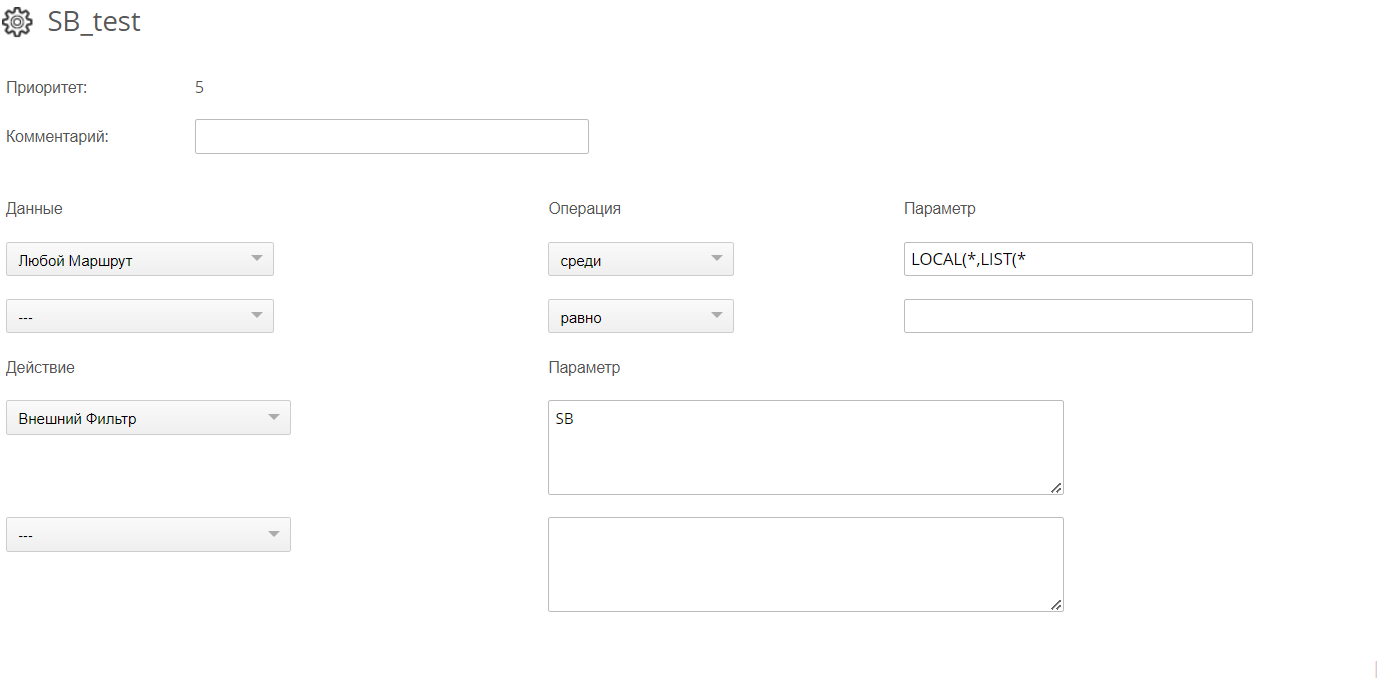 SB_test
Приоритет: 5
Комментарий:
Данные Операция Параметр
Любой Маршрут среди LOCAL(*,LIST(*
--- равно
Действие Параметр
Внешний Фильтр SB
---